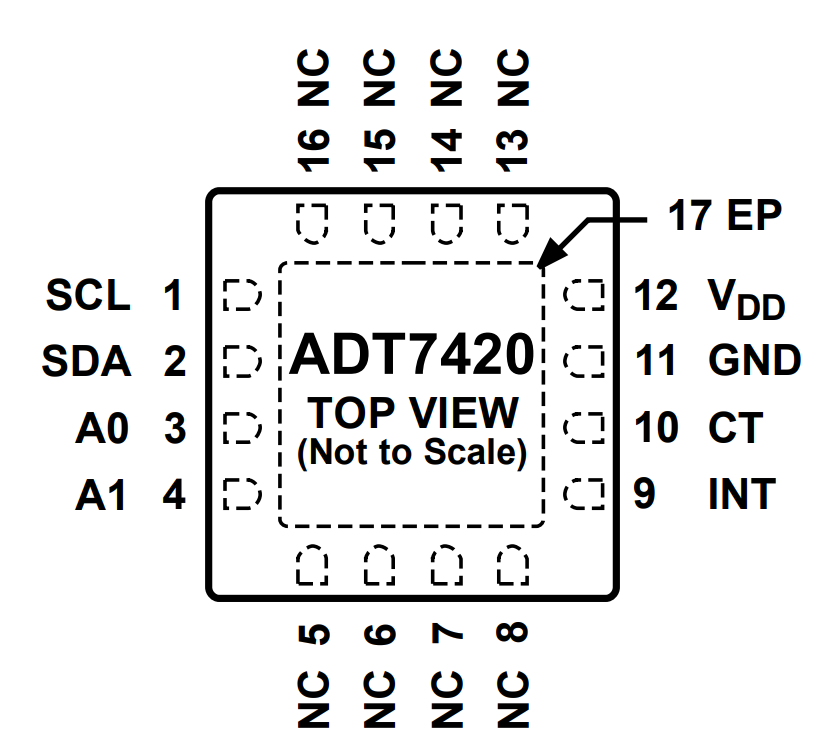 16 NC
15 NC
14 NC
13 NC
17 EP
SCL 1
SDA 2
A0 3
A1 4
ADT7420
TOP VIEW
(Not to Scale)
12 VDD
11 GND
10 CT
9 INT
NC 5
NC 6
NC 7
NC 8